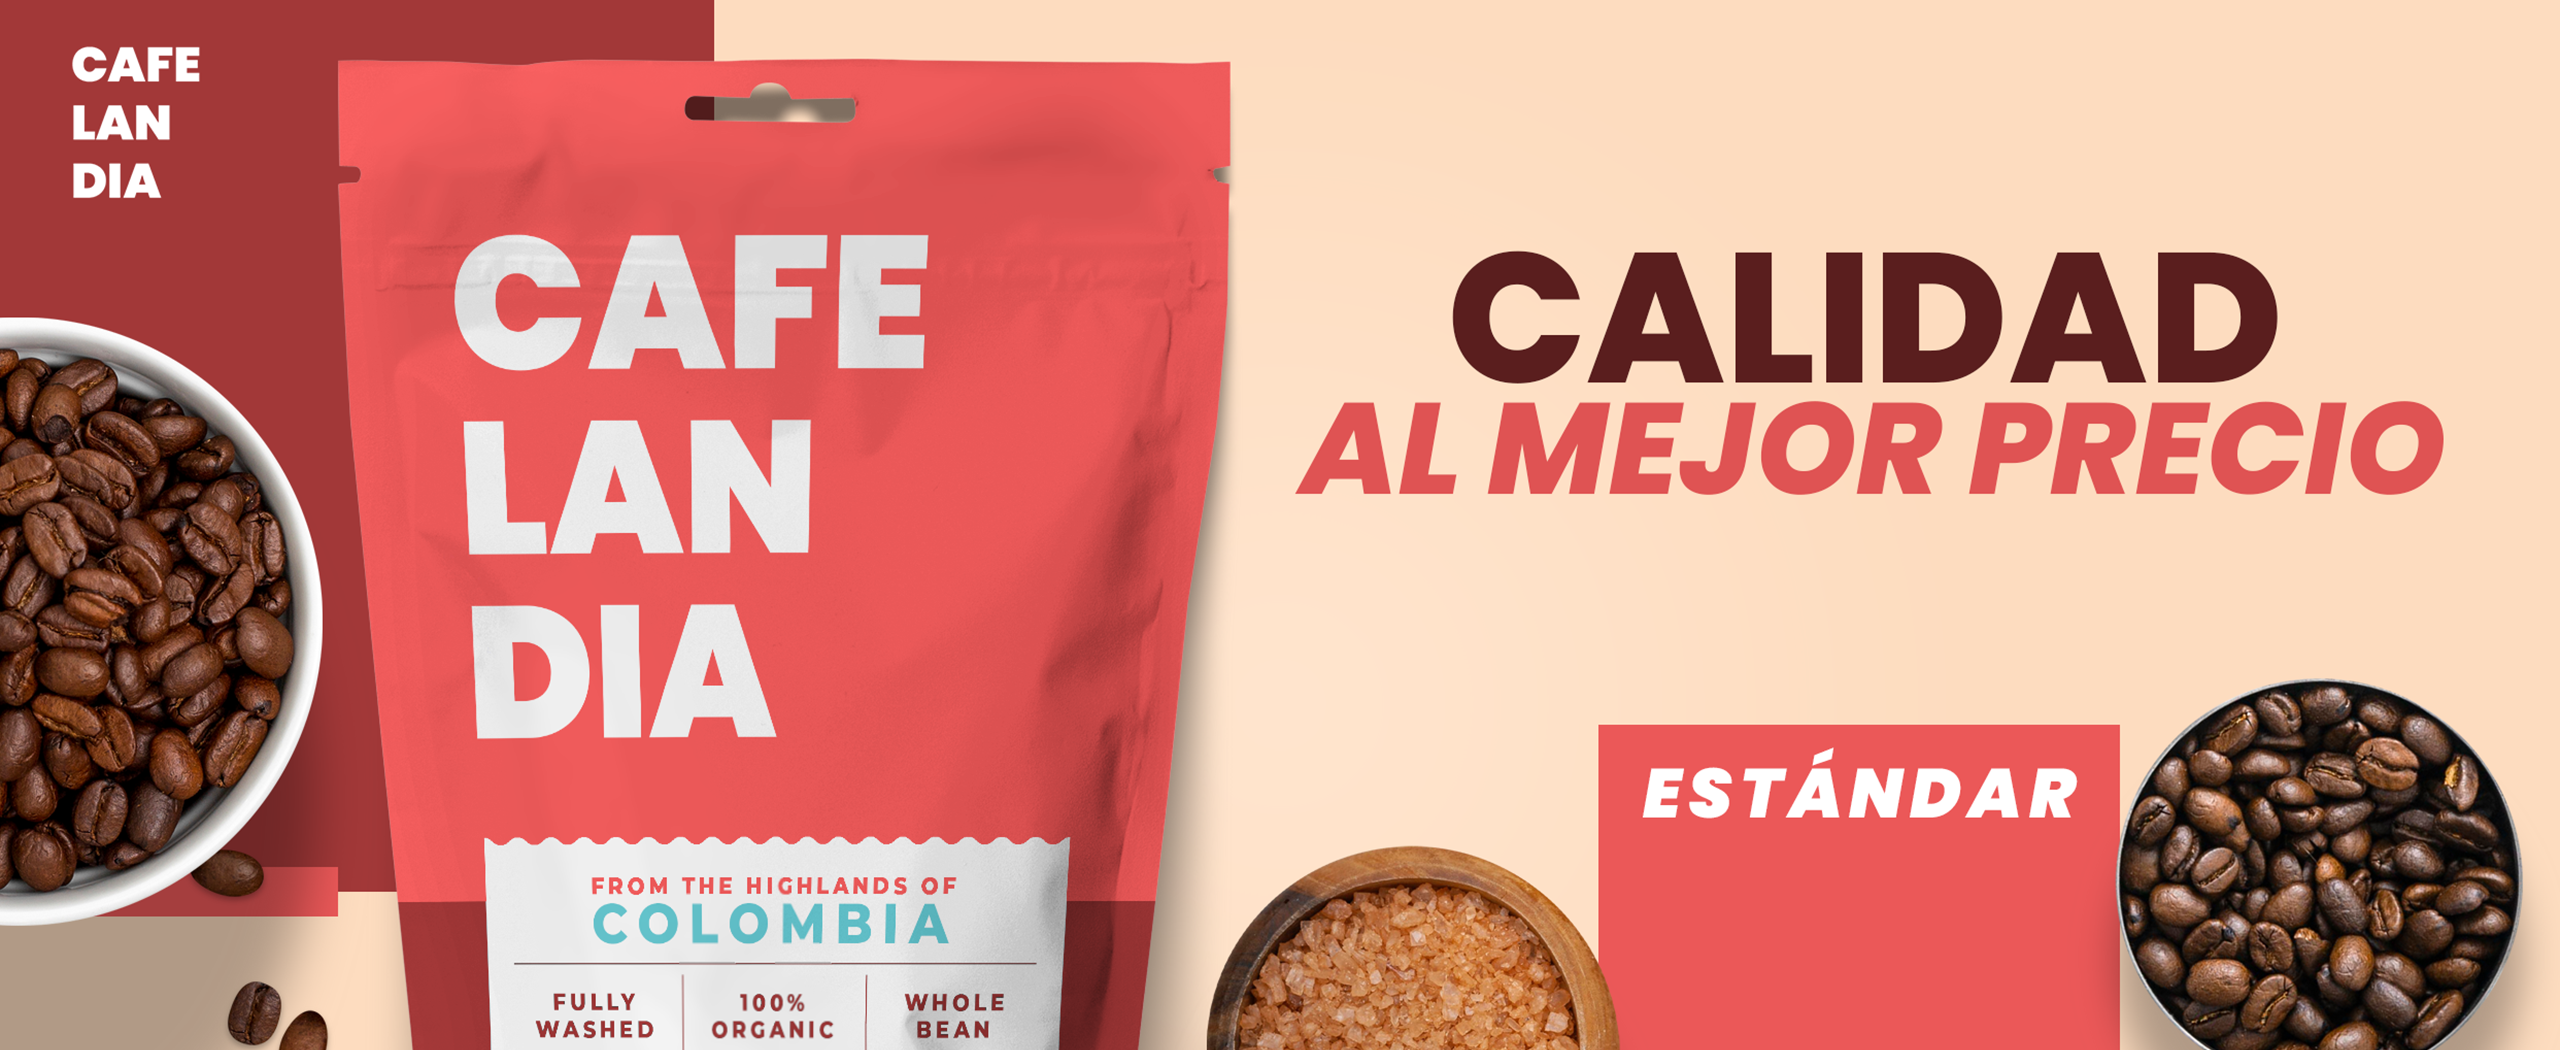 CAFE
LAN
DIA
CAFE
LAN
DIA
FROM THE HIGHLANDS OF
COLOMBIA
FULLY
WASHED
100%
ORGANIC
WHOLE
BEAN
CALIDAD
AL MEJOR PRECIO
ESTÁNDAR